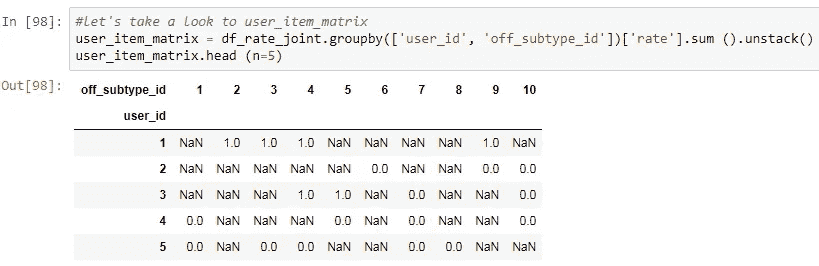 In [98]: #let's take a look to user_item_matrix
user_item_matrix = df_rate_joint.groupby(['user_id', 'off_subtype_id'])['rate'].sum ().unstack()
user_item_matrix.head (n=5)
Out[98]: off_subtype_id 1 2 3 4 5 6 7 8 9 10
user_id
1 NaN 1.0 1.0 1.0 NaN NaN NaN NaN 1.0 NaN
2 NaN NaN NaN NaN NaN 0.0 NaN NaN 0.0 0.0
3 NaN NaN NaN 1.0 1.0 NaN 0.0 NaN NaN 0.0
4 0.0 NaN NaN NaN 0.0 NaN 0.0 NaN NaN 0.0
5 0.0 NaN 0.0 0.0 NaN NaN 0.0 0.0 NaN NaN